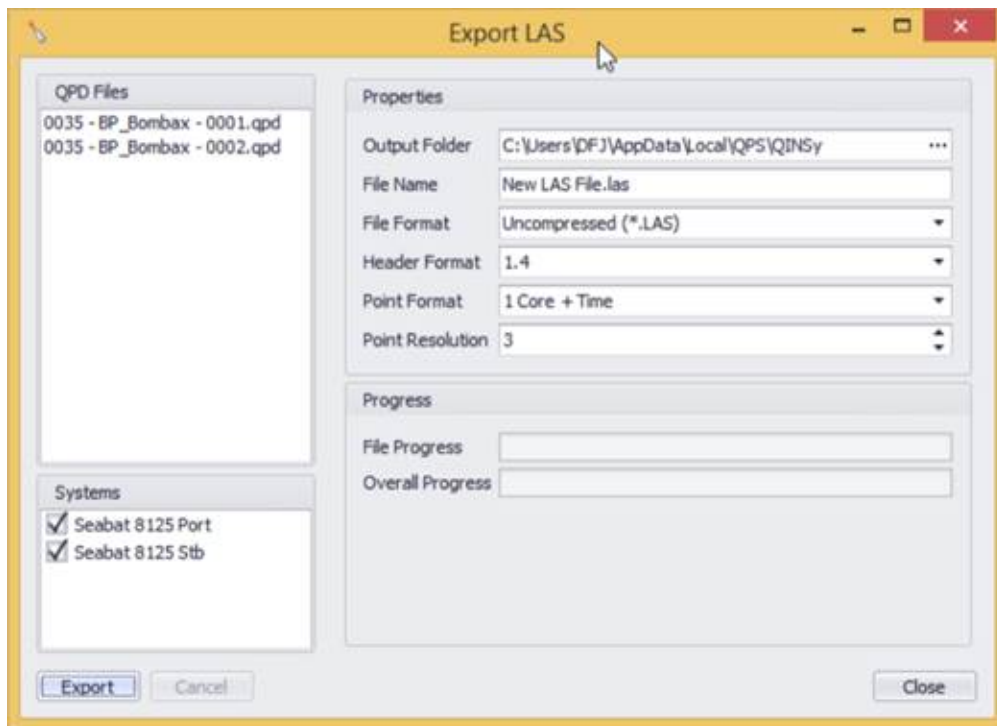 Export LAS
QPD Files
0035 - BP_Bombax - 0001.qpd
0035 - BP_Bombax - 0002.qpd
Systems
Seabat 8125 Port
Seabat 8125 Stb
Properties
Output Folder C:\Users\DFJ\AppData\Local\QPS\QINSy ...
File Name New LAS File.las
File Format Uncompressed (*.LAS)
Header Format 1.4
Point Format 1 Core + Time
Point Resolution 3
Progress
File Progress
Overall Progress
Export Cancel Close